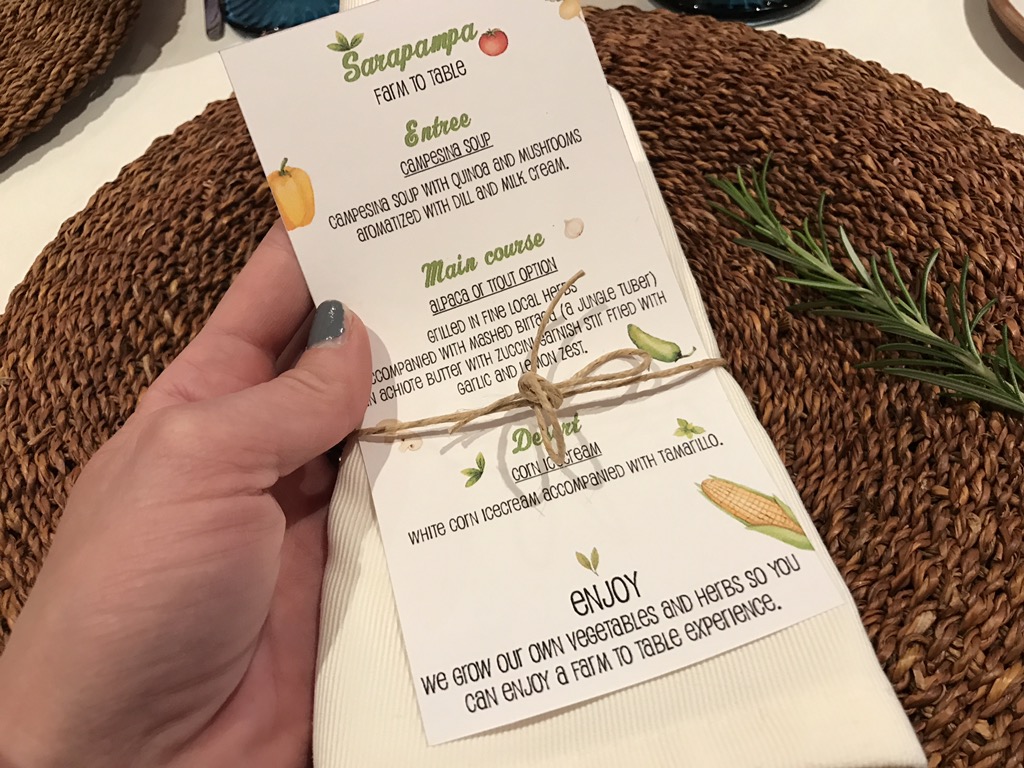 Sarapampa
FARM TO TABLE
Entree
CAMPESINA SOUP
CAMPESINA SOUP WITH QUINOA AND MUSHROOMS
AROMATIZED WITH DILL AND MILK CREAM.
Main course
ALPACA OR TROUT OPTION
GRILLED IN FINE LOCAL HERBS
ACCOMPANIED WITH MASHED (A JUNGLE TUBER)
IN ACHIOTE BUTTER WITH ZUCCINI GARNISH STIR FRIED WITH
GARLIC AND LEMON ZEST.
CORN ICECREAM
WHITE CORN ICECREAM ACCOMPANIED WITH TAMARILLO.
ENJOY
WE GROW OUR OWN VEGETABLES AND HERBS SO YOU
CAN ENJOY A FARM TO TABLE EXPERIENCE.